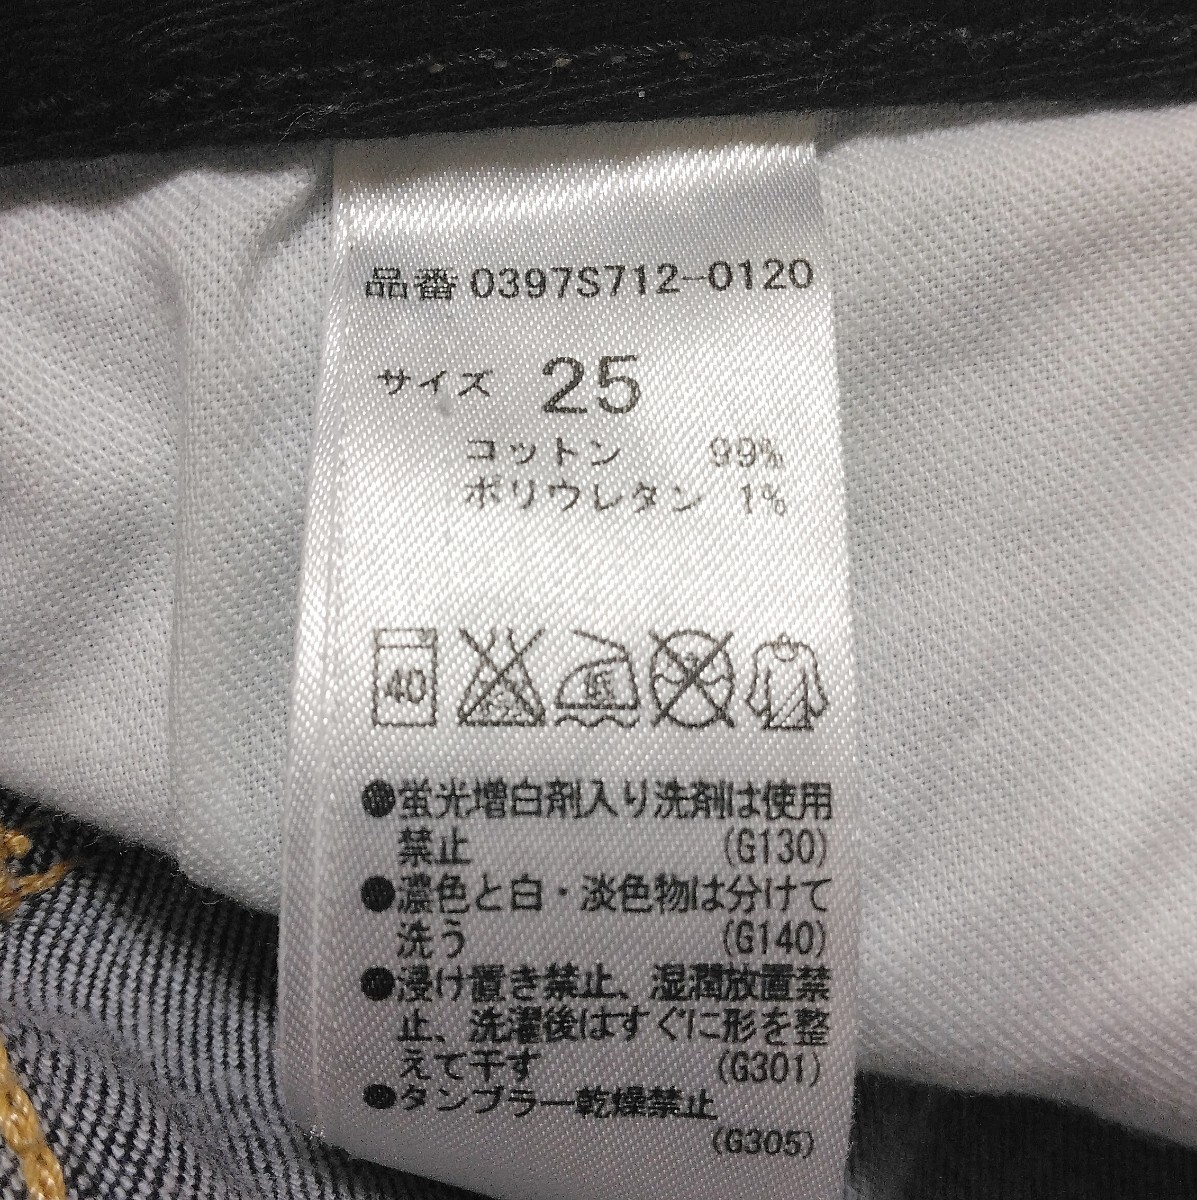 品番 0397S712-0120
サイズ 25
コットン 99%
ポリウレタン 1%
40 低
●蛍光増白剤入り洗剤は使用
禁止 (G130)
●濃色と白・淡色物は分けて
洗う (G140)
●浸け置き禁止、湿潤放置禁
止、洗濯後はすぐに形を整
えて干す (G301)
●タンブラー乾燥禁止
(G305)